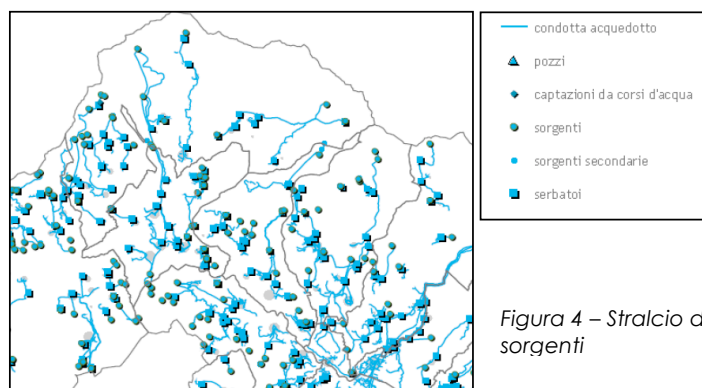 condotta acquedotto
pozzi
captazioni da corsi d'acqua
sorgenti
sorgenti secondarie
serbatoi
Figura 4 – Stralcio d
sorgenti